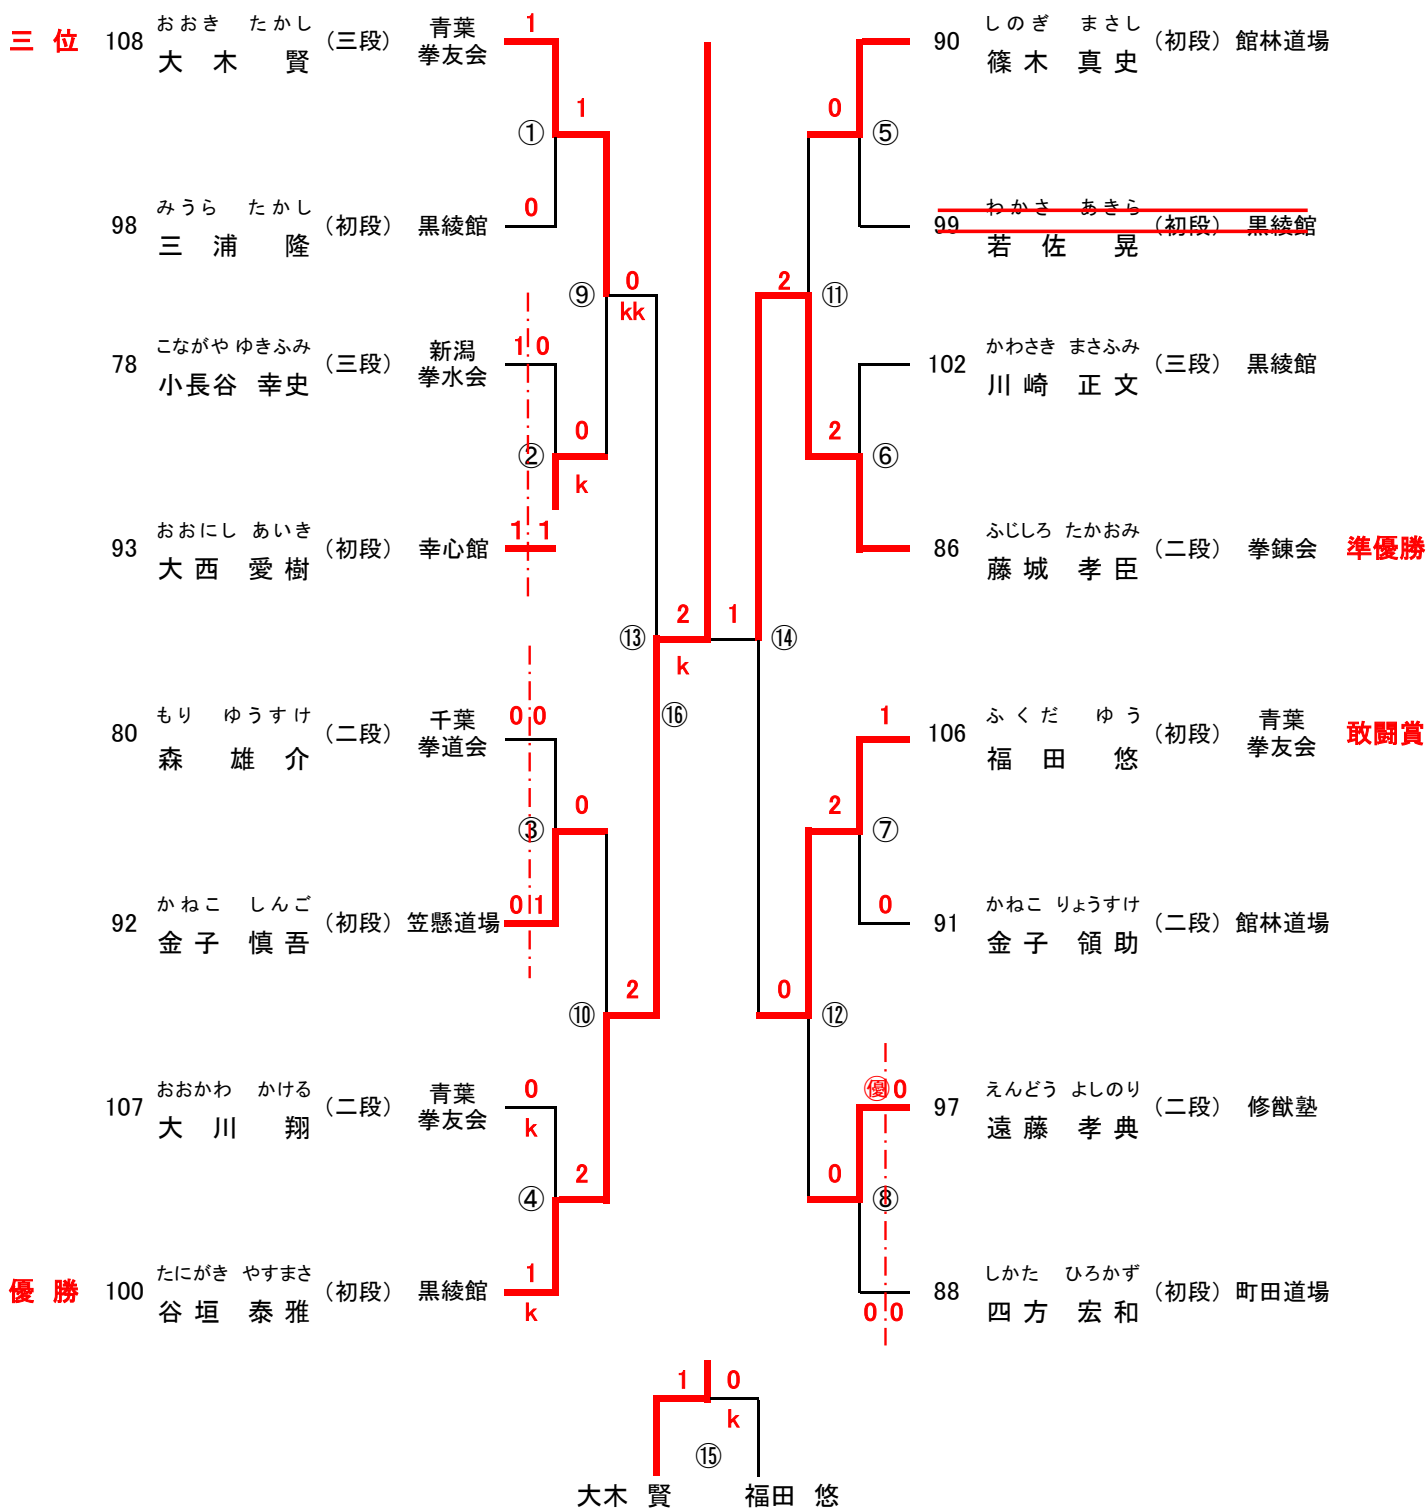 三 位 108 おおき たかし (三段) 青葉
大 木 賢 拳友会
1
1
①
98 みうら たかし (初段) 黒綾館
三 浦 隆
0
⑨ 0
kk
78 こながや ゆきふみ (三段) 新潟
小長谷 幸史 拳水会
1 0
② 0
k
93 おおにし あいき (初段) 幸心館
大 西 愛 樹
1 1
⑬ 2
k
⑯
80 もり ゆうすけ (二段) 千葉
森 雄 介 拳道会
0 0
③ 0
92 かねこ しんご (初段) 笠懸道場
金 子 慎 吾
0 1
⑩ 2
107 おおかわ かける (二段) 青葉
大 川 翔 拳友会
0
k
④ 2
優 勝 100 たにがき やすまさ (初段) 黒綾館
谷 垣 泰 雅
1
k
90 しのぎ まさし (初段) 館林道場
篠 木 真 史
0 ⑤
99 わかさ あきら (初段) 黒綾館
若 佐 晃
2 ⑪
102 かわさき まさふみ (三段) 黒綾館
川 崎 正 文
2 ⑥
86 ふじしろ たかおみ (二段) 拳錬会 準優勝
藤 城 孝 臣
1 ⑭
106 ふくだ ゆう (初段) 青葉 敢闘賞
福 田 悠 拳友会
1
2 ⑦
91 かねこ りょうすけ (二段) 館林道場
金 子 領 助
0
0 ⑫
97 えんどう よしのり (二段) 修猷塾
遠 藤 孝 典
優 0
0 ⑧
88 しかた ひろかず (初段) 町田道場
四 方 宏 和
0 0
1 0
k
⑮
大木 賢 福田 悠